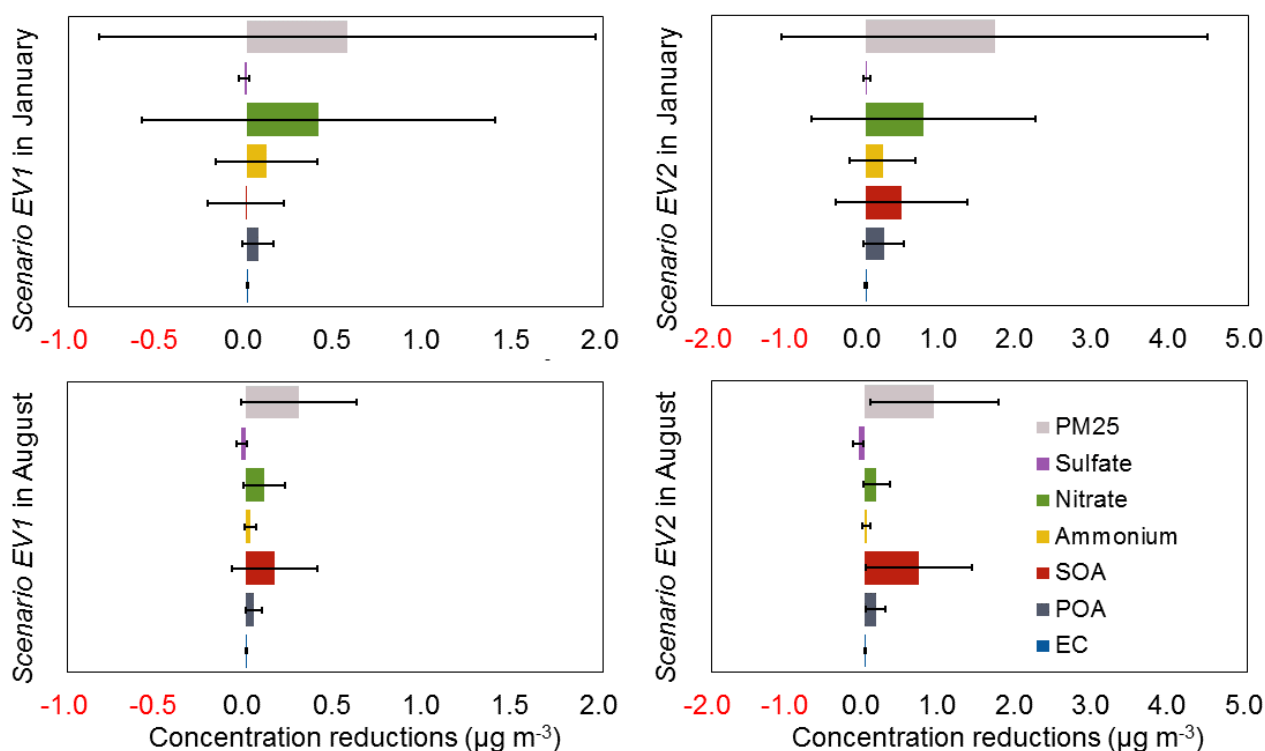 Scenario EV1 in January
-1.0 -0.5 0.0 0.5 1.0 1.5 2.0
Scenario EV2 in January
-2.0 -1.0 0.0 1.0 2.0 3.0 4.0 5.0
Scenario EV1 in August
-1.0 -0.5 0.0 0.5 1.0 1.5 2.0
Concentration reductions (µg m-3)
Scenario EV2 in August
PM25
Sulfate
Nitrate
Ammonium
SOA
POA
EC
-2.0 -1.0 0.0 1.0 2.0 3.0 4.0 5.0
Concentration reductions (µg m-3)